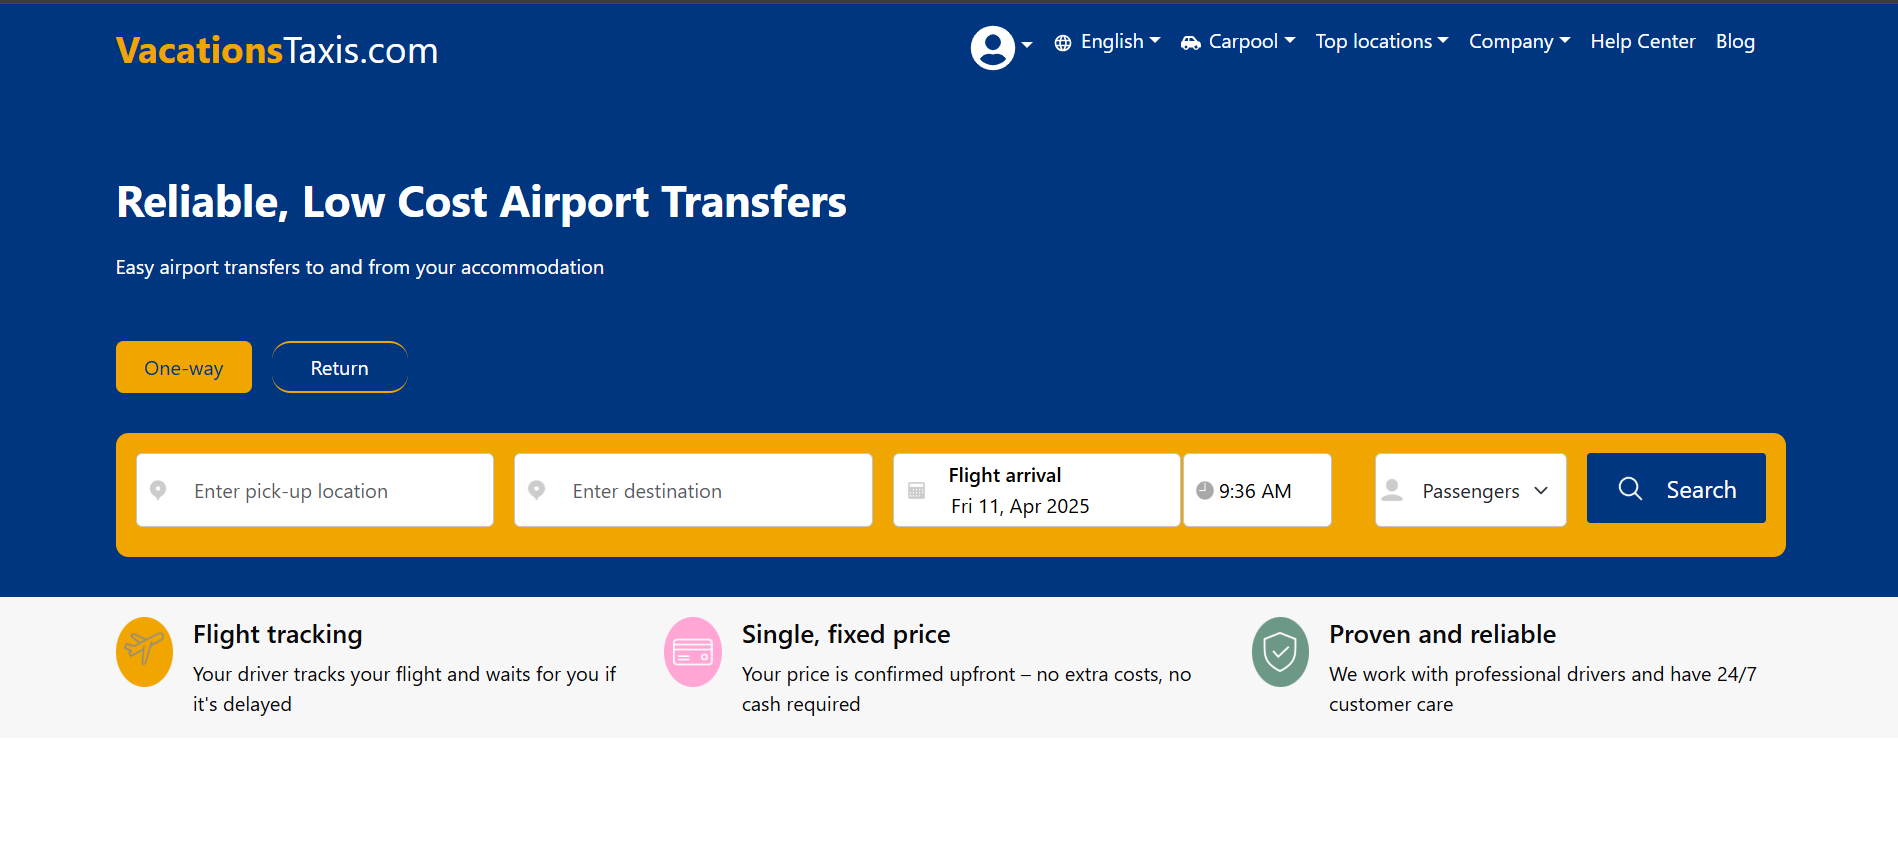 VacationsTaxis.com
English
Carpool
Top locations
Company
Help Center
Blog
Reliable, Low Cost Airport Transfers
Easy airport transfers to and from your accommodation
One-way
Return
Enter pick-up location
Enter destination
Flight arrival
Fri 11, Apr 2025
9:36 AM
Passengers
Search
Flight tracking
Your driver tracks your flight and waits for you if
it's delayed
Single, fixed price
Your price is confirmed upfront – no extra costs, no
cash required
Proven and reliable
We work with professional drivers and have 24/7
customer care